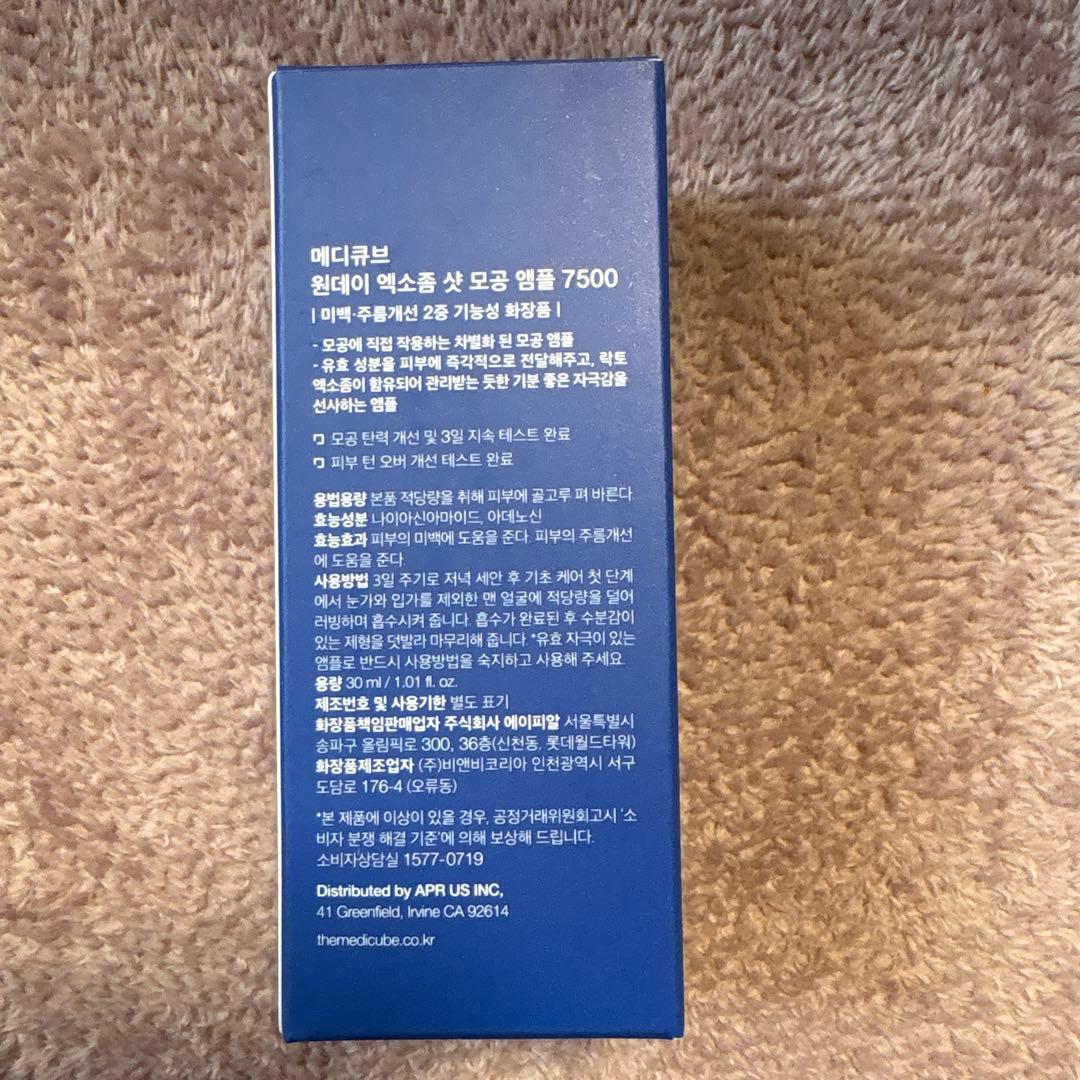 메디큐브
원데이 엑소좀 샷 모공 앰플 7500
| 미백·주름개선 2중 기능성 화장품 |
- 모공에 직접 작용하는 차별화 된 모공 앰플
- 유효 성분을 피부에 즉각적으로 전달해주고, 락토
엑소좀이 함유되어 관리받는 듯한 기분 좋은 자극감을
선사하는 앰플
모공 탄력 개선 및 3일 지속 테스트 완료
피부 턴 오버 개선 테스트 완료
용법용량 본품 적당량을 취해 피부에 골고루 펴 바른다
효능성분 나이아신아마이드, 아데노신
효능효과 피부의 미백에 도움을 준다. 피부의 주름개선
에 도움을 준다.
사용방법 3일 주기로 저녁 세안 후 기초 케어 첫 단계
에서 눈가와 입가를 제외한 맨 얼굴에 적당량을 덜어
러빙하며 흡수시켜 줍니다. 흡수가 완료된 후 수분감이
있는 제형을 덧발라 마무리해 줍니다. *유효 자극이 있는
앰플로 반드시 사용방법을 숙지하고 사용해 주세요.
용량 30 ml / 1.01 fl. oz.
제조번호 및 사용기한 별도 표기
화장품책임판매업자 주식회사 에이피알 서울특별시
송파구 올림픽로 300, 36층(신천동, 롯데월드타워)
화장품제조업자 (주)비앤비코리아 인천광역시 서구
도담로 176-4 (오류동)
*본 제품에 이상이 있을 경우, 공정거래위원회고시 '소
비자 분쟁 해결 기준'에 의해 보상해 드립니다.
소비자상담실 1577-0719
Distributed by APR US INC,
41 Greenfield, Irvine CA 92614
themedicube.co.kr